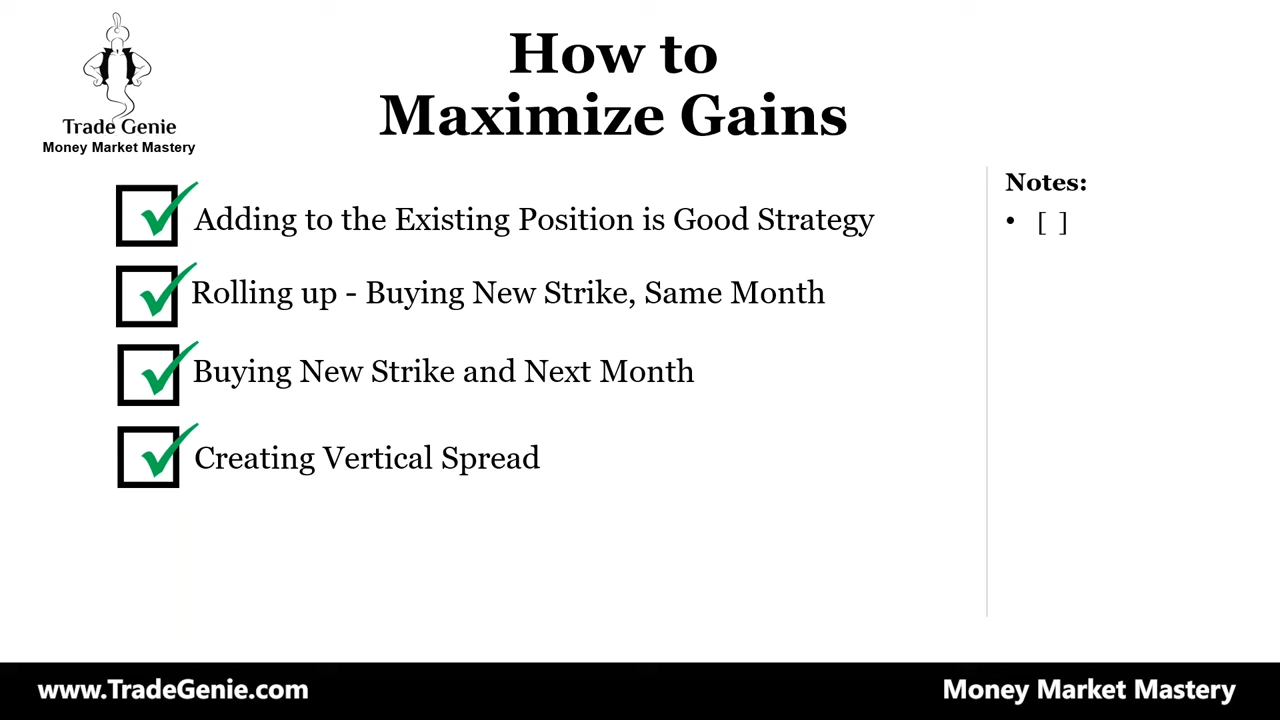 Trade Genie
Money Market Mastery
How to
Maximize Gains
Adding to the Existing Position is Good Strategy
Rolling up - Buying New Strike, Same Month
Buying New Strike and Next Month
Creating Vertical Spread
Notes:
• [ ]
www.TradeGenie.com
Money Market Mastery